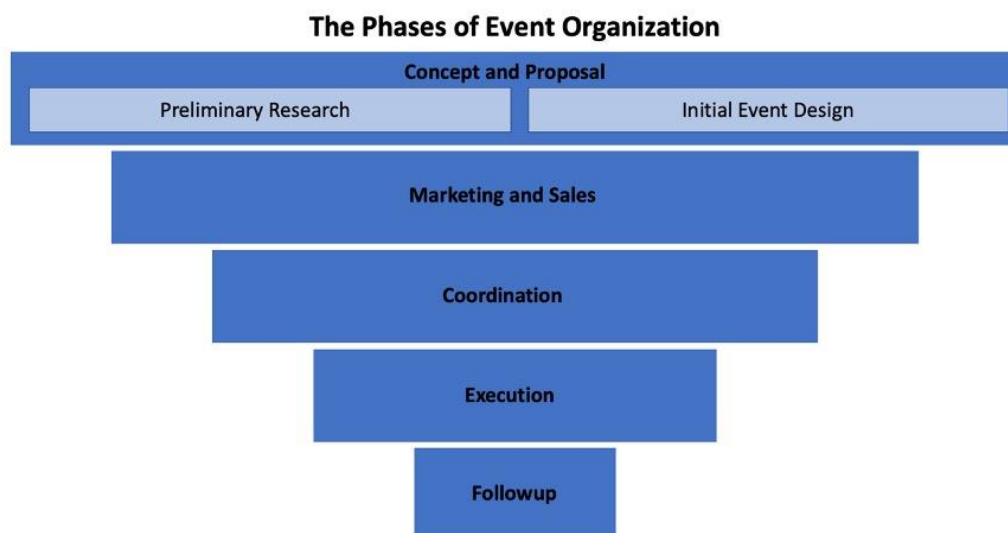 The Phases of Event Organization
Concept and Proposal
Preliminary Research
Initial Event Design
Marketing and Sales
Coordination
Execution
Followup